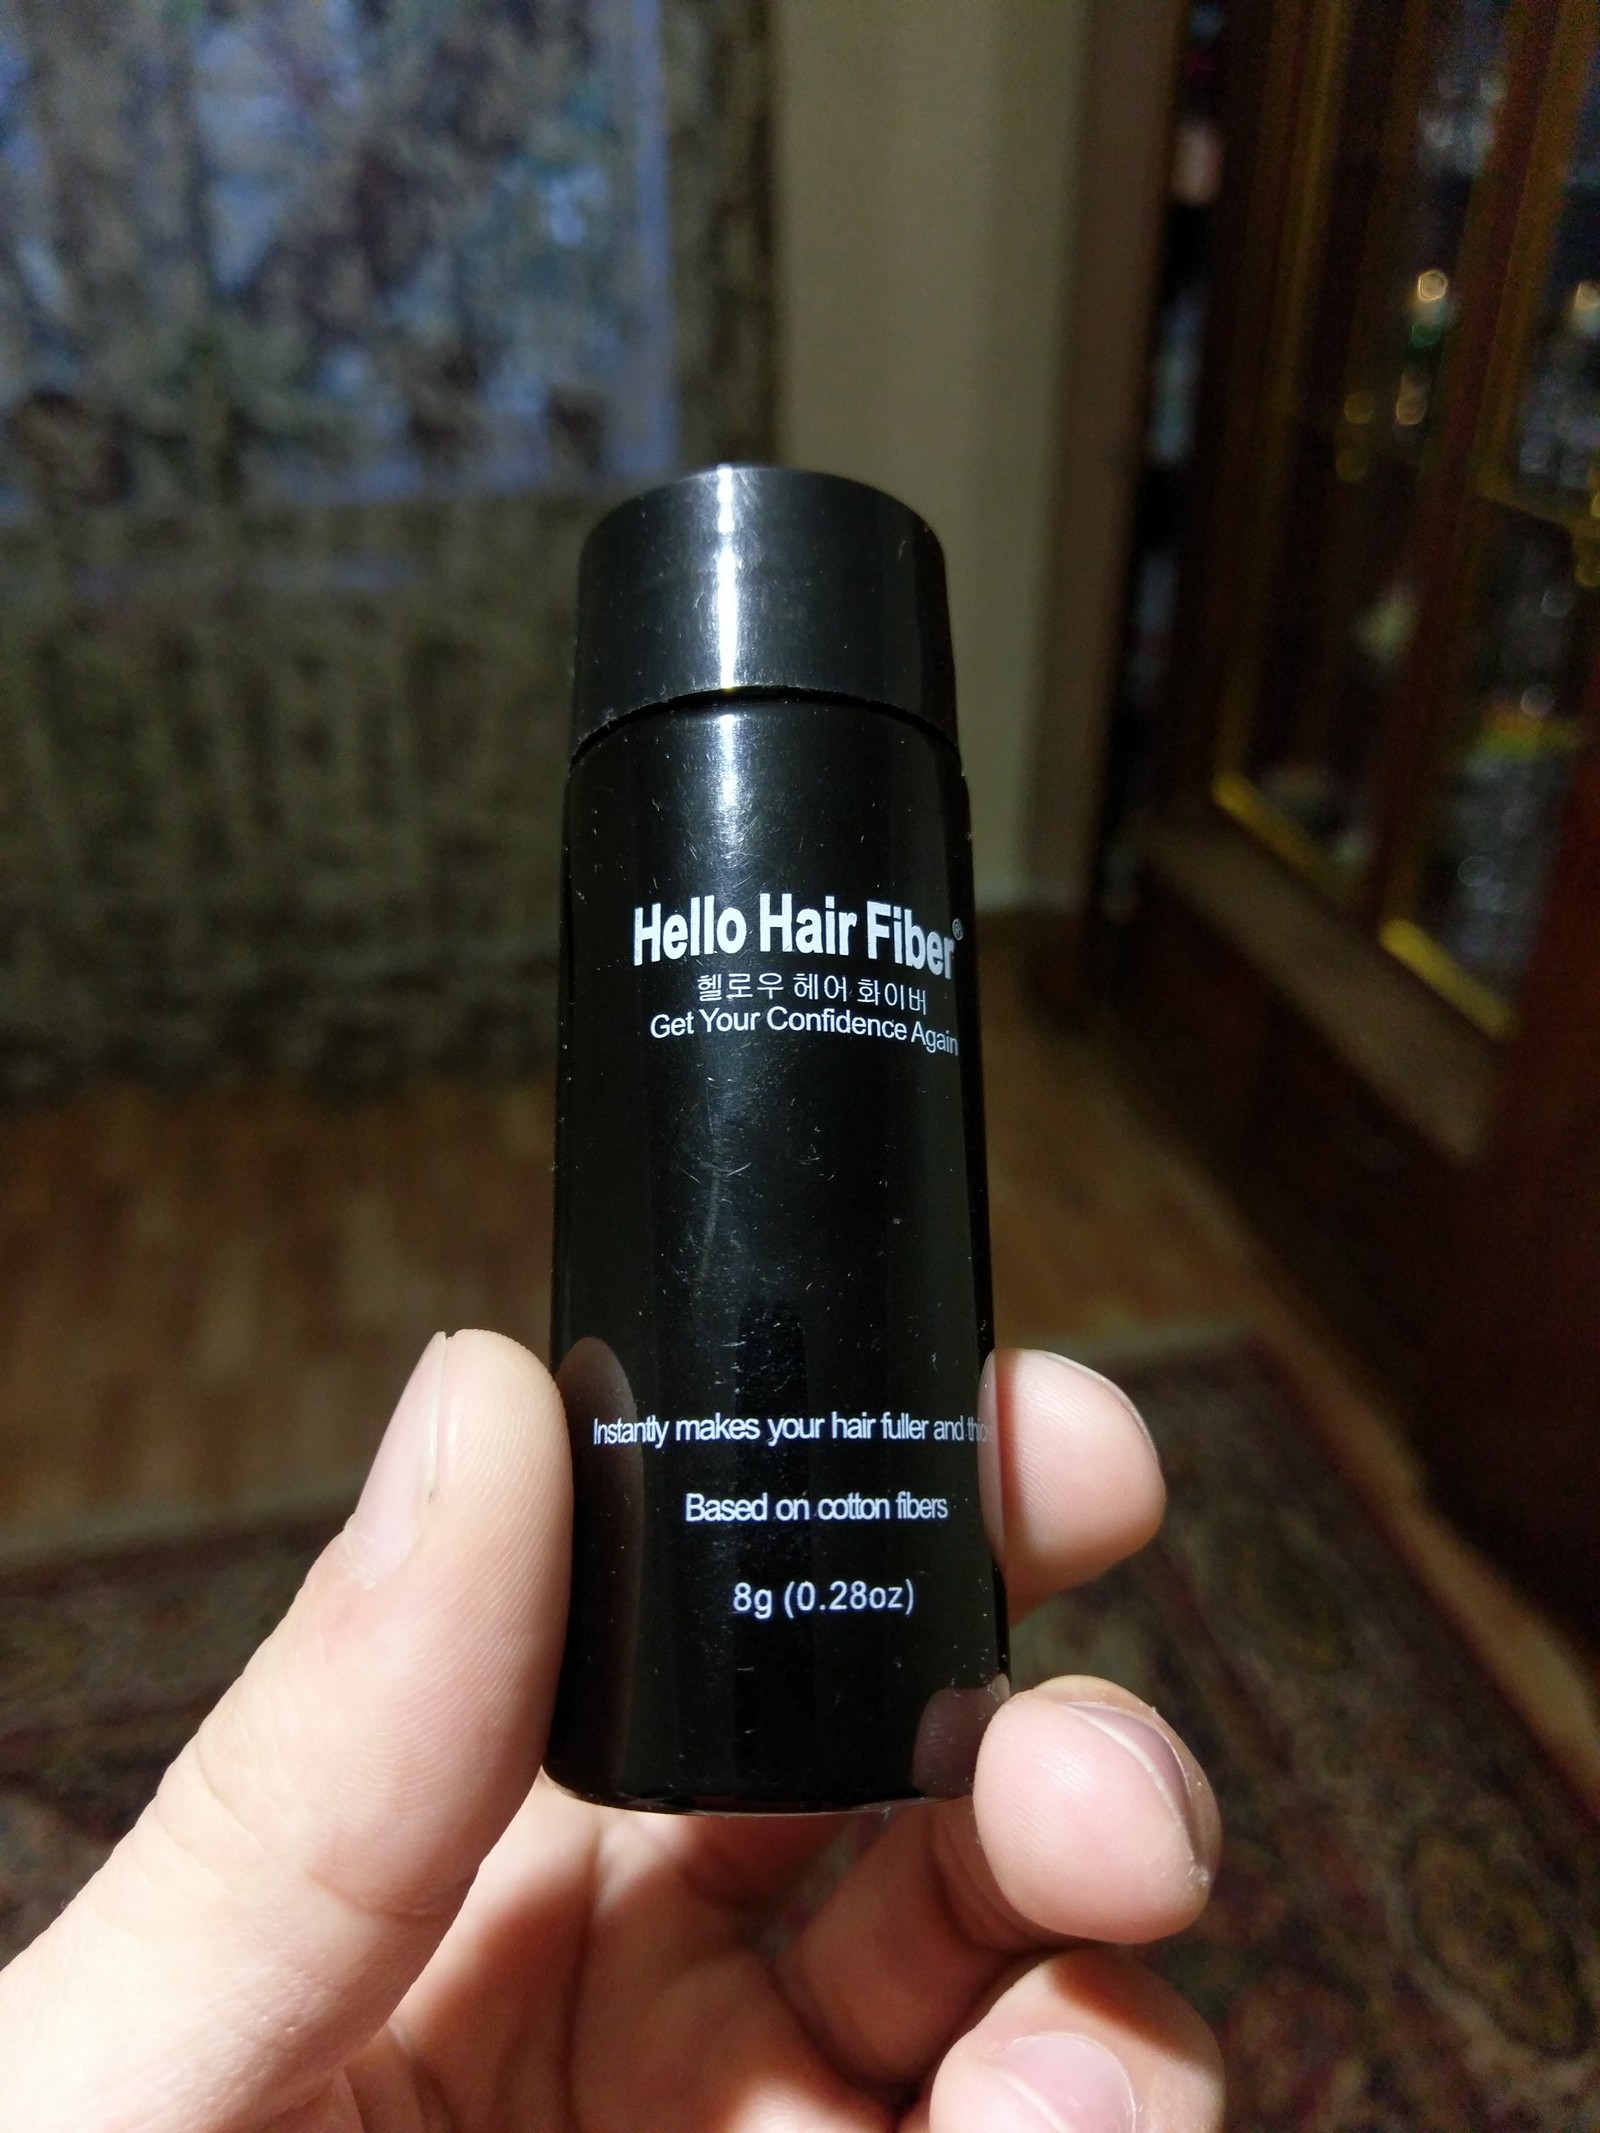 Hello Hair Fiber®
헬로우 헤어 화이버
Get Your Confidence Again
Instantly makes your hair fuller and
Based on cotton fibers
8g (0.28oz)